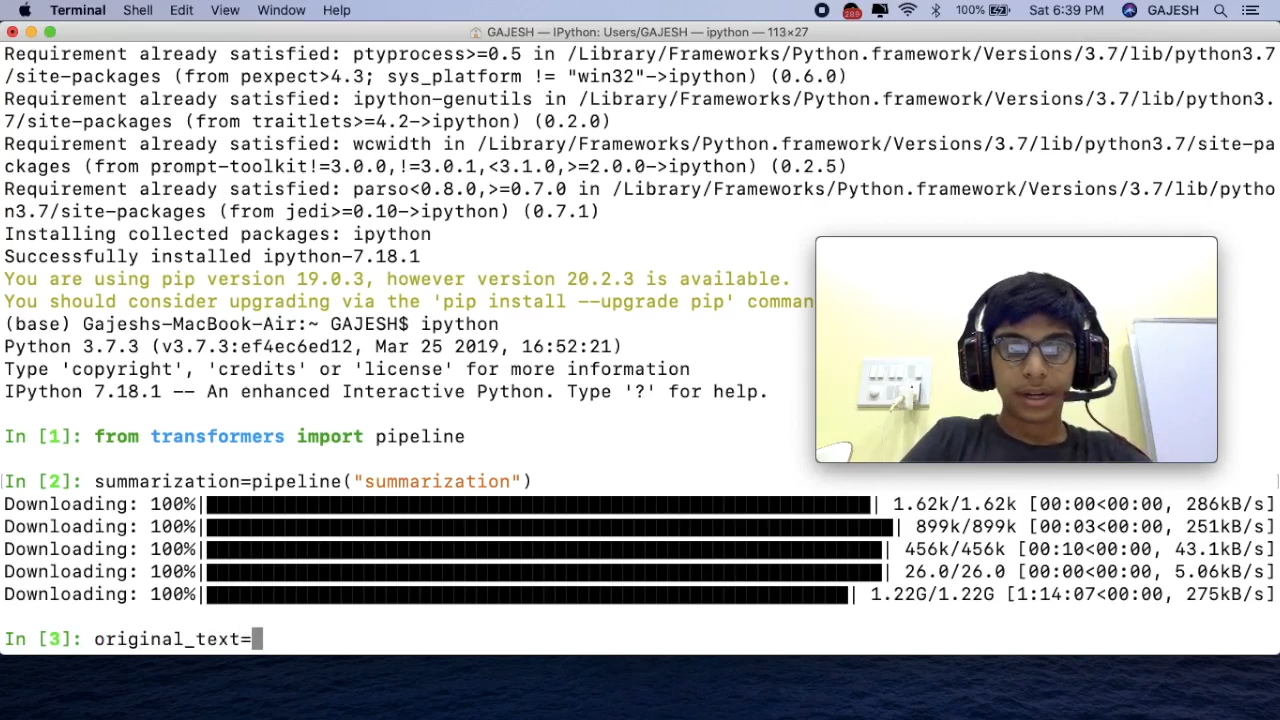 Terminal Shell Edit View Window Help 289 100% Sat 6:39 PM GAJESH
GAJESH — IPython: Users/GAJESH — ipython — 113×27
Requirement already satisfied: ptyprocess>=0.5 in /Library/Frameworks/Python.framework/Versions/3.7/lib/python3.7
/site-packages (from pexpect>4.3; sys_platform != "win32"->ipython) (0.6.0)
Requirement already satisfied: ipython-genutils in /Library/Frameworks/Python.framework/Versions/3.7/lib/python3.
7/site-packages (from traitlets>=4.2->ipython) (0.2.0)
Requirement already satisfied: wcwidth in /Library/Frameworks/Python.framework/Versions/3.7/lib/python3.7/site-pa
ckages (from prompt-toolkit!=3.0.0,!=3.0.1,<3.1.0,>=2.0.0->ipython) (0.2.5)
Requirement already satisfied: parso<0.8.0,>=0.7.0 in /Library/Frameworks/Python.framework/Versions/3.7/lib/pytho
n3.7/site-packages (from jedi>=0.10->ipython) (0.7.1)
Installing collected packages: ipython
Successfully installed ipython-7.18.1
You are using pip version 19.0.3, however version 20.2.3 is available.
You should consider upgrading via the 'pip install --upgrade pip' comman
(base) Gajeshs-MacBook-Air:~ GAJESH$ ipython
Python 3.7.3 (v3.7.3:ef4ec6ed12, Mar 25 2019, 16:52:21)
Type 'copyright', 'credits' or 'license' for more information
IPython 7.18.1 -- An enhanced Interactive Python. Type '?' for help.
In [1]: from transformers import pipeline
In [2]: summarization=pipeline("summarization")
Downloading: 100%| | 1.62k/1.62k [00:00<00:00, 286kB/s]
Downloading: 100%| | 899k/899k [00:03<00:00, 251kB/s]
Downloading: 100%| | 456k/456k [00:10<00:00, 43.1kB/s]
Downloading: 100%| | 26.0/26.0 [00:00<00:00, 5.06kB/s]
Downloading: 100%| | 1.22G/1.22G [1:14:07<00:00, 275kB/s]
In [3]: original_text=